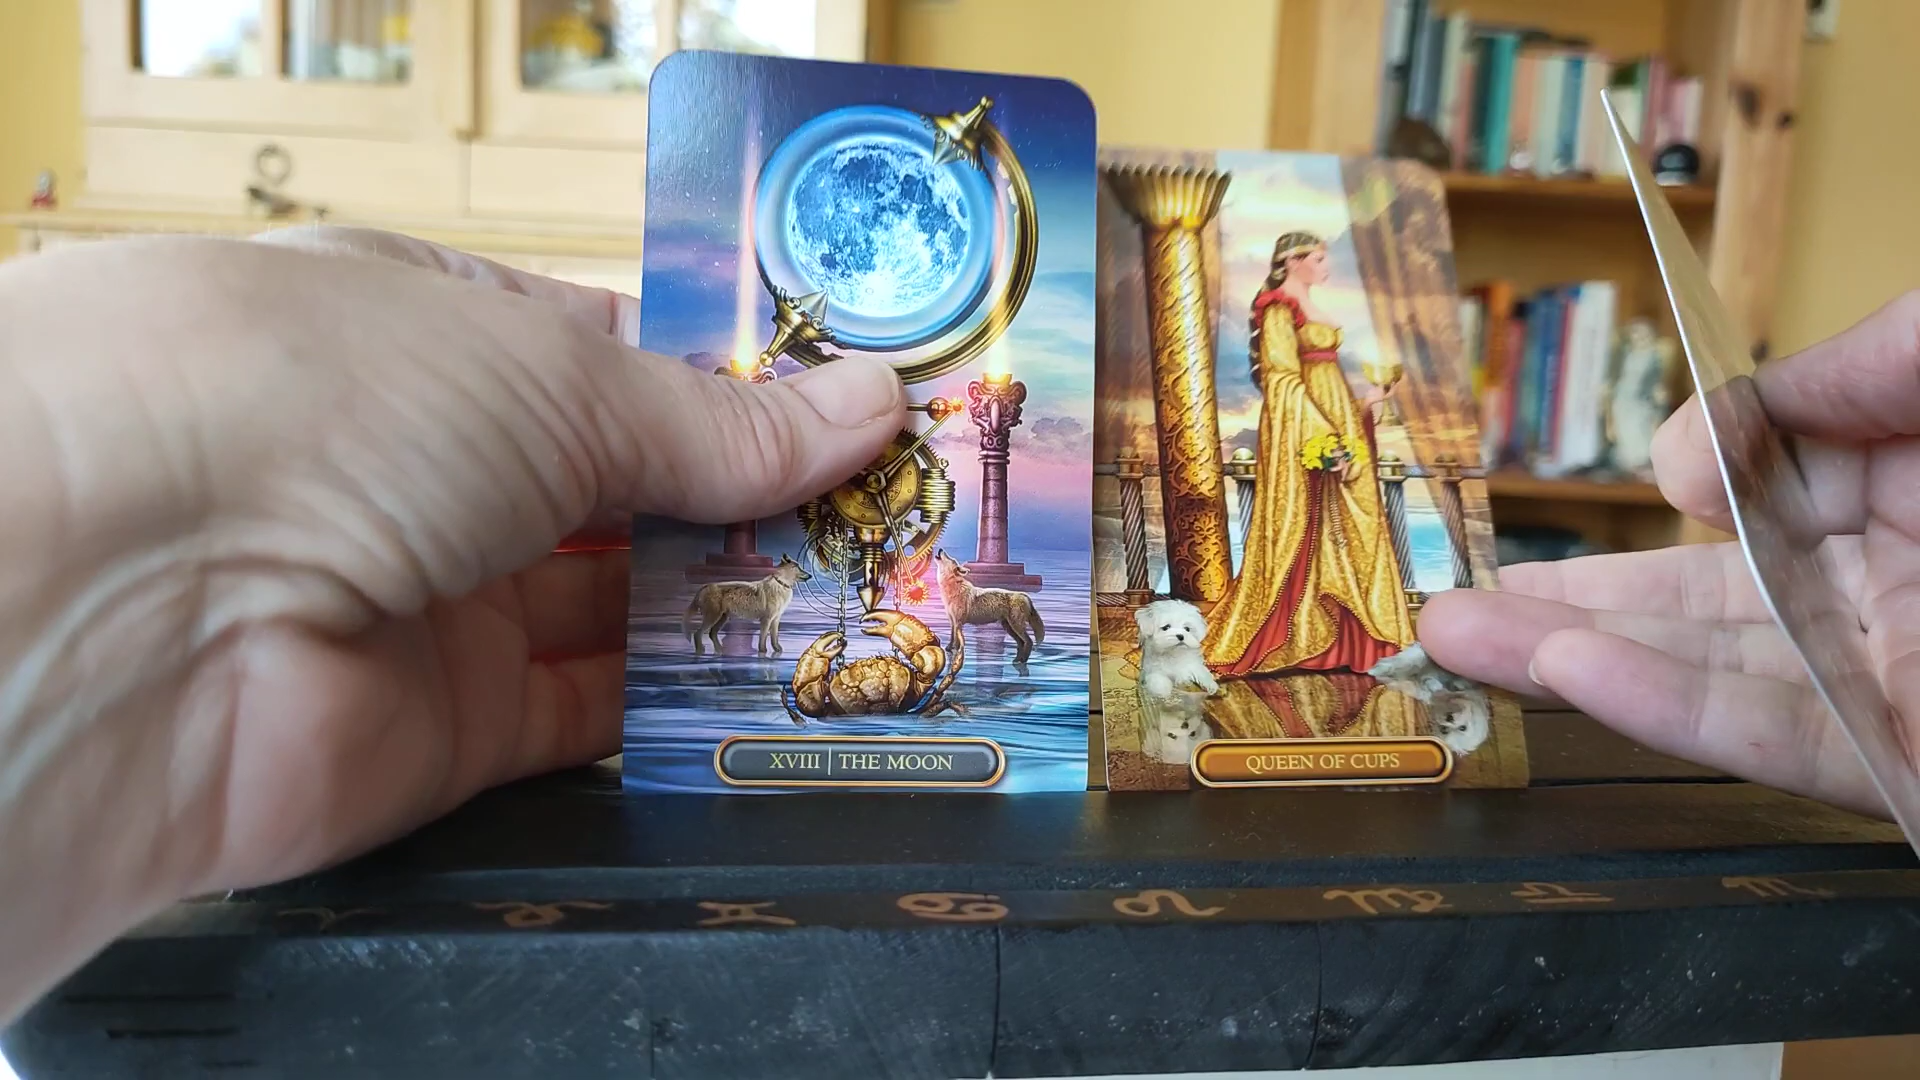 XVIII | THE MOON
QUEEN OF CUPS
♈ ♉ ♊ ♋ ♌ ♍ ♎ ♏